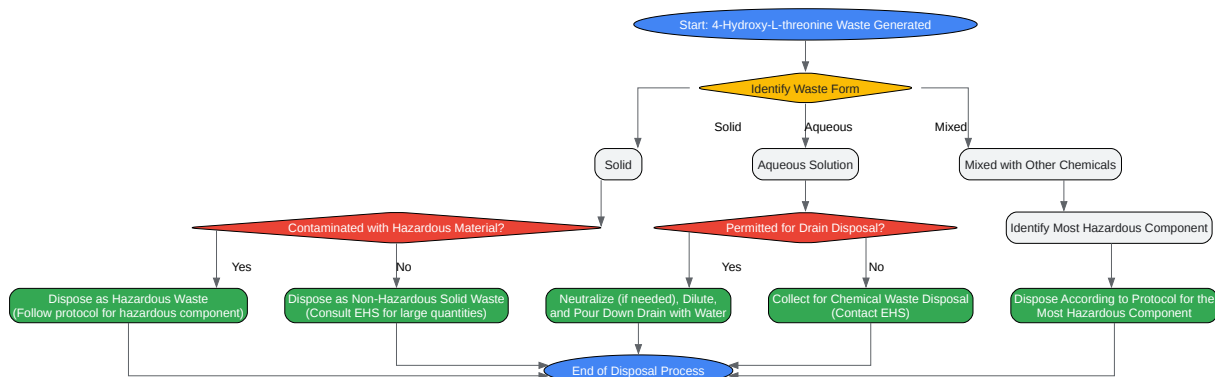 Start: 4-Hydroxy-L-threonine Waste Generated
Identify Waste Form
Solid
Aqueous
Mixed
Solid
Aqueous Solution
Mixed with Other Chemicals
Contaminated with Hazardous Material?
Permitted for Drain Disposal?
Identify Most Hazardous Component
Yes
No
Yes
No
Dispose as Hazardous Waste
(Follow protocol for hazardous component)
Dispose as Non-Hazardous Solid Waste
(Consult EHS for large quantities)
Neutralize (if needed), Dilute,
and Pour Down Drain with Water
Collect for Chemical Waste Disposal
(Contact EHS)
Dispose According to Protocol for the
Most Hazardous Component
End of Disposal Process